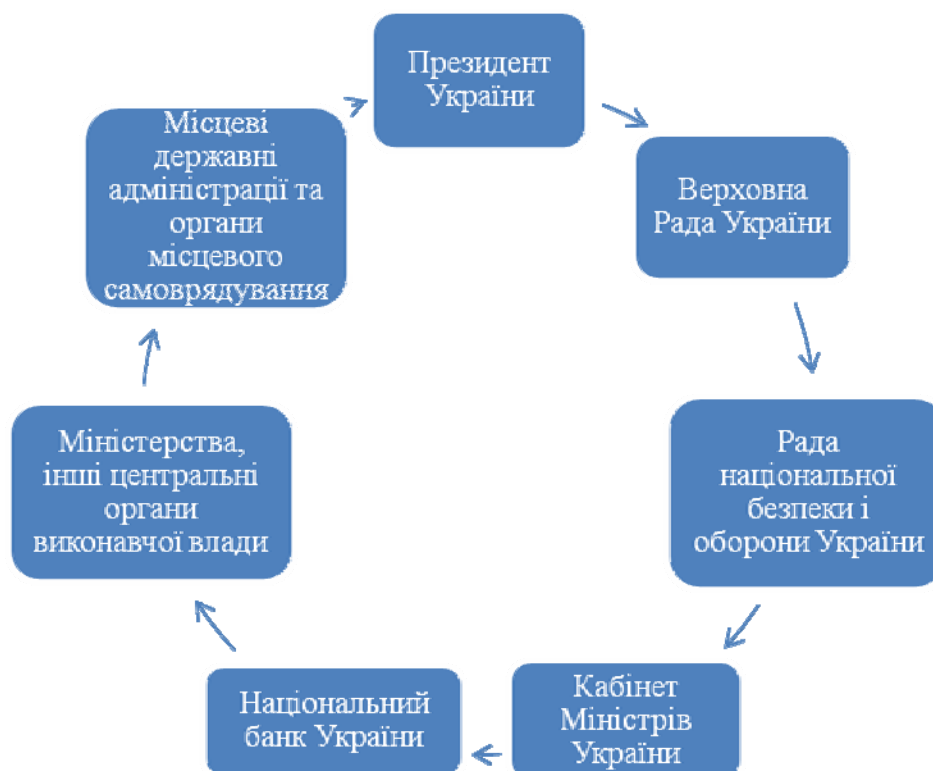 Президент
України
Верховна
Рада України
Рада
національної
безпеки і
оборони України
Кабінет
Міністрів
України
Національний
банк України
Міністерства,
інші центральні
органи
виконавчої влади
Місцеві
державні
адміністрації та
органи
місцевого
самоврядування